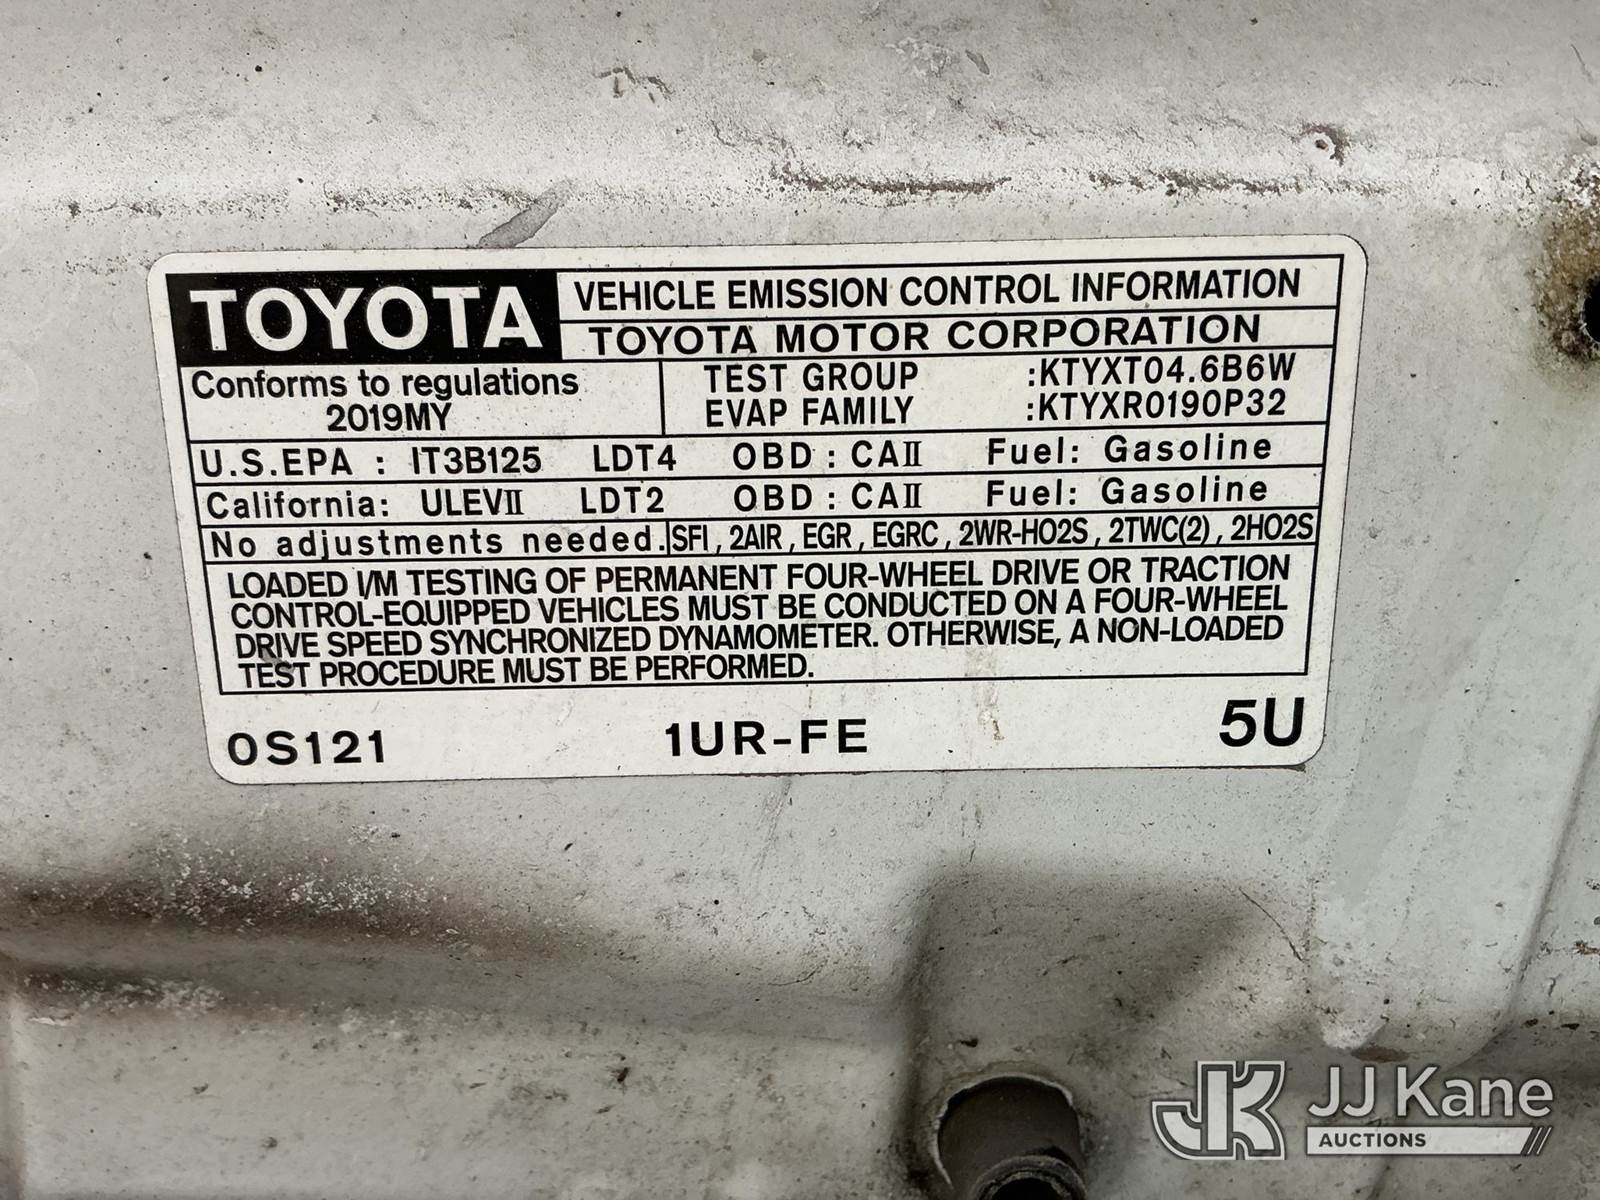 TOYOTA VEHICLE EMISSION CONTROL INFORMATION
TOYOTA MOTOR CORPORATION
Conforms to regulations
2019MY
TEST GROUP :KTYXT04.6B6W
EVAP FAMILY :KTYXR0190P32
U.S.EPA : IT3B125 LDT4 OBD : CAⅡ Fuel: Gasoline
California: ULEVⅡ LDT2 OBD : CAⅡ Fuel: Gasoline
No adjustments needed. SFI , 2AIR , EGR , EGRC , 2WR-HO2S , 2TWC(2) , 2HO2S
LOADED I/M TESTING OF PERMANENT FOUR-WHEEL DRIVE OR TRACTION
CONTROL-EQUIPPED VEHICLES MUST BE CONDUCTED ON A FOUR-WHEEL
DRIVE SPEED SYNCHRONIZED DYNAMOMETER. OTHERWISE, A NON-LOADED
TEST PROCEDURE MUST BE PERFORMED.
0S121 1UR-FE 5U
JK JJ Kane
AUCTIONS